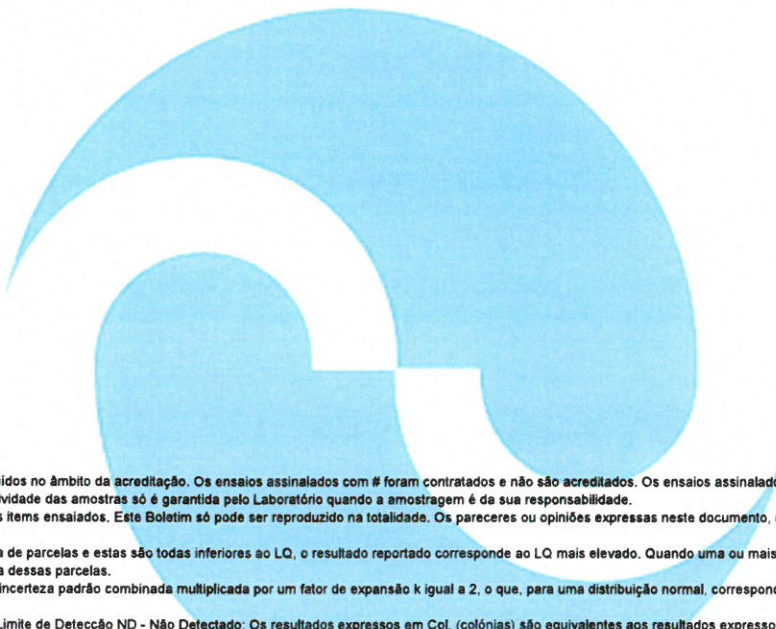 ídos no âmbito da acreditação. Os ensaios assinalados com # foram contratados e não são acreditados. Os ensaios
vidade das amostras só é garantida pelo Laboratório quando a amostragem é da sua responsabilidade.
s items ensaiados. Este Boletim só pode ser reproduzido na totalidade. Os pareceres ou opiniões expressas neste documento,
a de parcelas e estas são todas inferiores ao LQ, o resultado reportado corresponde ao LQ mais elevado. Quando uma ou mais
a dessas parcelas.
incerteza padrão combinada multiplicada por um fator de expansão k igual a 2, o que, para uma distribuição normal,
Limite de Detecção ND - Não Detectado; Os resultados expressos em Col. (colónias) são equivalentes aos resultados